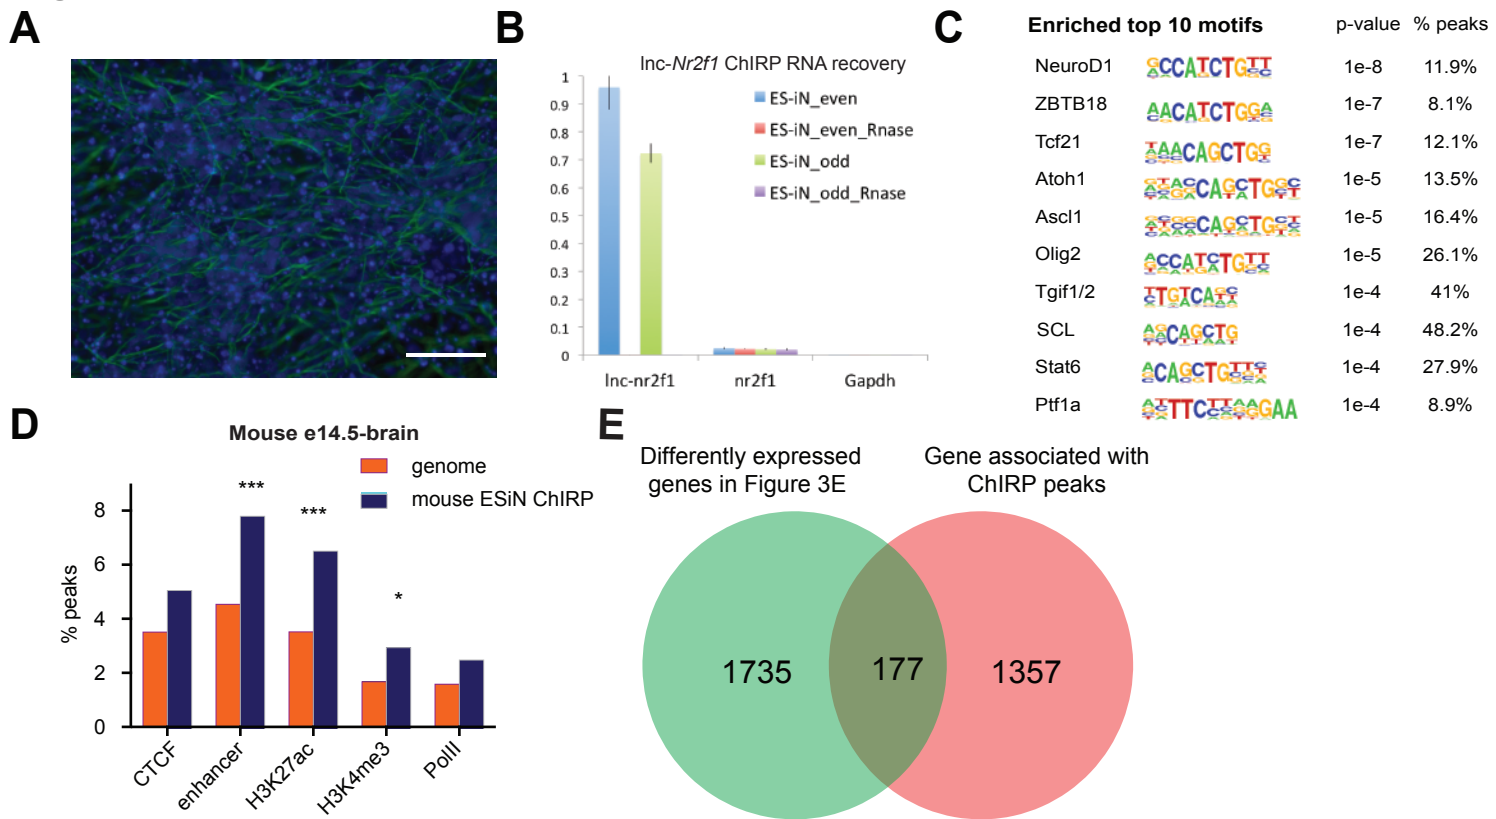 A
B
lnc-Nr2f1 ChIRP RNA recovery
1
0.9
0.8
0.7
0.6
0.5
0.4
0.3
0.2
0.1
0
ES-iN_even
ES-iN_even_Rnase
ES-iN_odd
ES-iN_odd_Rnase
lnc-nr2f1 nr2f1 Gapdh
C
Enriched top 10 motifs p-value % peaks
NeuroD1 1e-8 11.9%
ZBTB18 1e-7 8.1%
Tcf21 1e-7 12.1%
Atoh1 1e-5 13.5%
Ascl1 1e-5 16.4%
Olig2 1e-5 26.1%
Tgif1/2 1e-4 41%
SCL 1e-4 48.2%
Stat6 1e-4 27.9%
Ptf1a 1e-4 8.9%
D
Mouse e14.5-brain
genome
mouse ESiN ChIRP
% peaks
8
6
4
2
0
***
***
*
CTCF
enhancer
H3K27ac
H3K4me3
PolII
E
Differently expressed
genes in Figure 3E
Gene associated with
ChIRP peaks
1735 177 1357